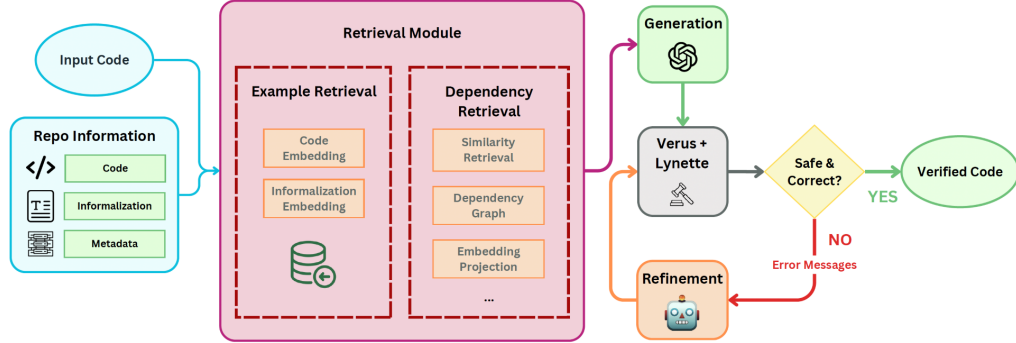 Input Code
Repo Information
Code
Informalization
Metadata
Retrieval Module
Example Retrieval
Code
Embedding
Informalization
Embedding
Dependency
Retrieval
Similarity
Retrieval
Dependency
Graph
Embedding
Projection
...
Generation
Verus +
Lynette
Safe &
Correct?
YES
Verified Code
NO
Error Messages
Refinement